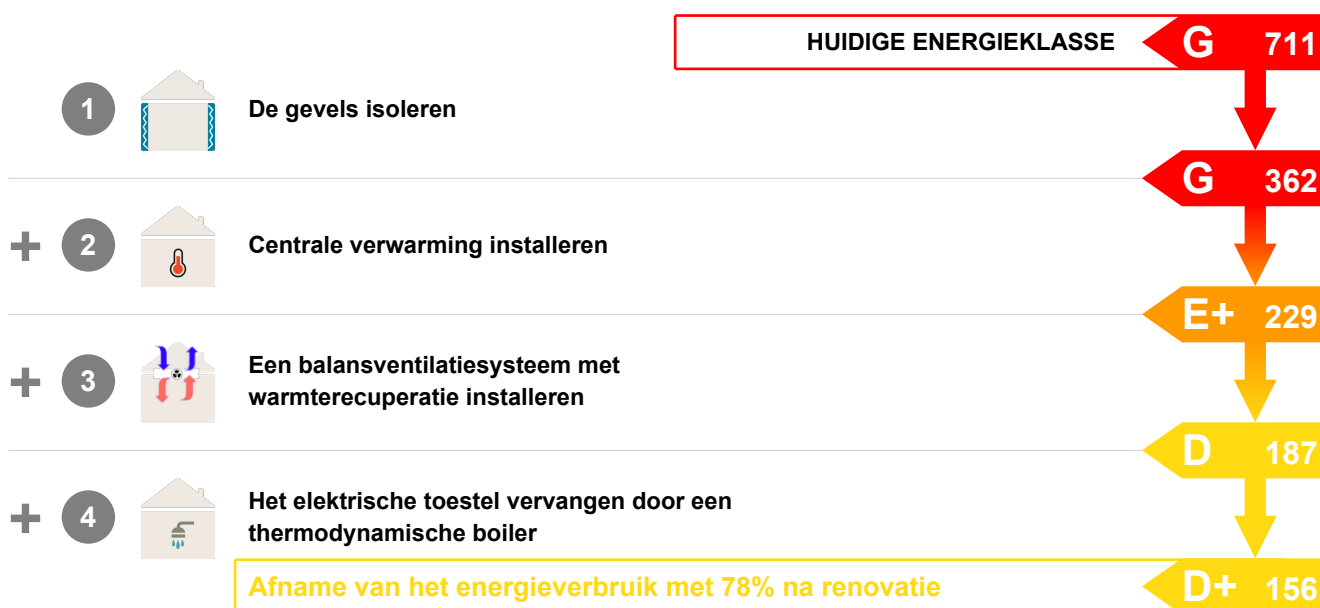 HUIDIGE ENERGIEKLASSE G 711
1 De gevels isoleren
G 362
+ 2 Centrale verwarming installeren
E+ 229
+ 3 Een balansventilatiesysteem met
warmterecuperatie installeren
D 187
+ 4 Het elektrische toestel vervangen door een
thermodynamische boiler
Afname van het energieverbruik met 78% na renovatie D+ 156